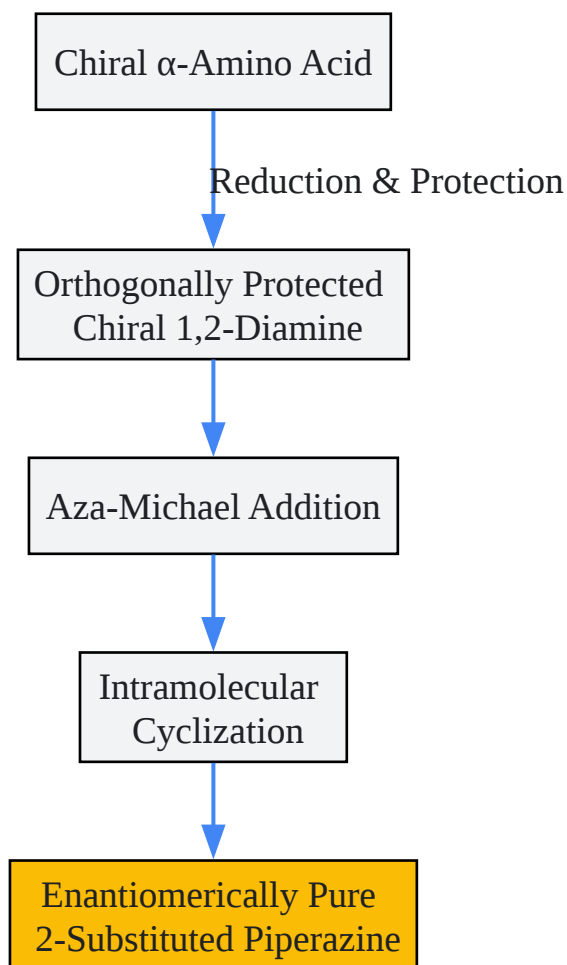 Chiral α-Amino Acid
Reduction & Protection
Orthogonally Protected
Chiral 1,2-Diamine
Aza-Michael Addition
Intramolecular
Cyclization
Enantiomerically Pure
2-Substituted Piperazine